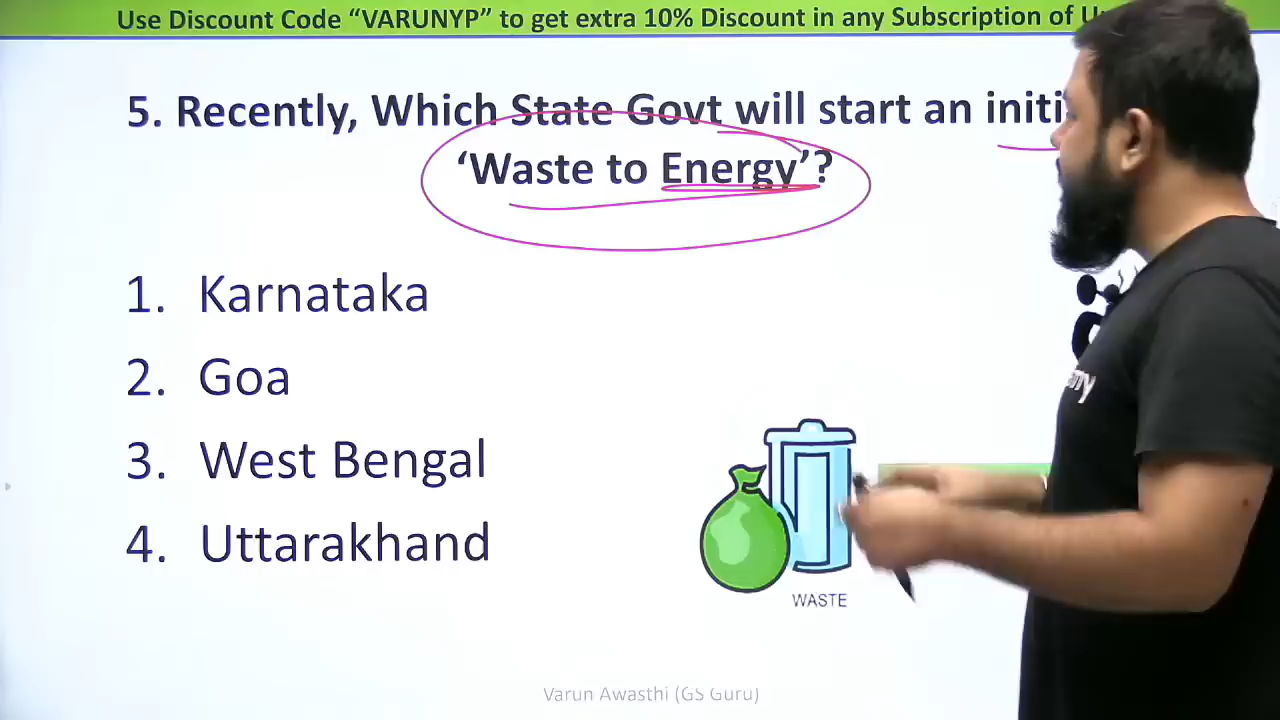 Use Discount Code “VARUNYP” to get extra 10% Discount in any Subscription of
5. Recently, Which State Govt will start an
‘Waste to Energy’?
1. Karnataka
2. Goa
3. West Bengal
4. Uttarakhand
WASTE
Varun Awasthi (GS Guru)